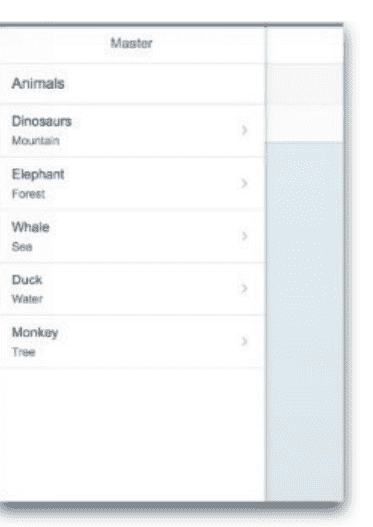 Master
Animals
Dinosaurs
Mountain
Elephant
Forest
Whale
Sea
Duck
Water
Monkey
Tree